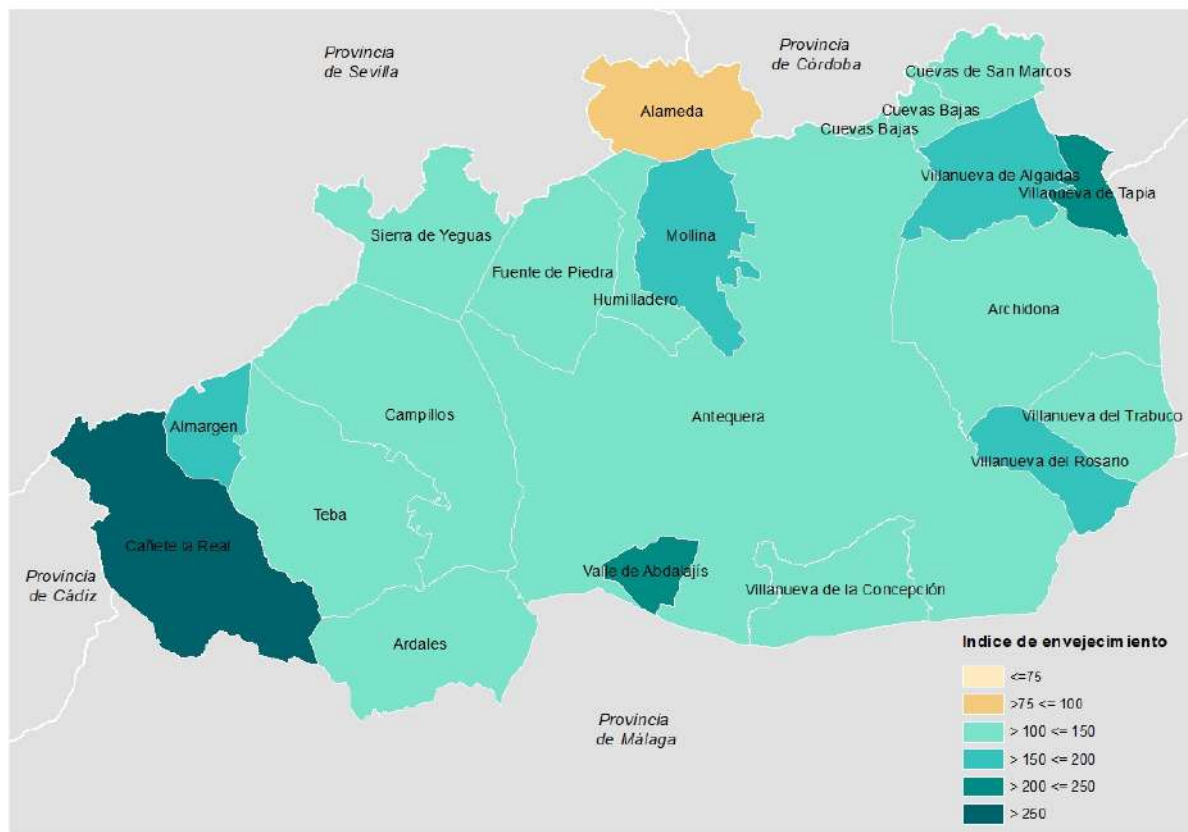 Provincia
de Sevilla
Provincia
de Còrdoba
Cuevas de San Marcos
Alameda
Cuevas Bajas
Cuevas Bajas
Villanueva de Algaidas
Villanueva de Tapia
Sierra de Yeguas
Mollina
Fuente de Piedra
Humilladero
Archidona
Campillos
Antequera
Villanueva del Trabuco
Almargen
Villanueva del Rosario
Teba
Cañete la Real
Valle de Abdalajís
Villanueva de la Concepción
Provincia
de Cádiz
Ardales
Provincia
de Málaga
Indice de envejecimiento
<=75
>75 <= 100
> 100 <= 150
> 150 <= 200
> 200 <= 250
> 250